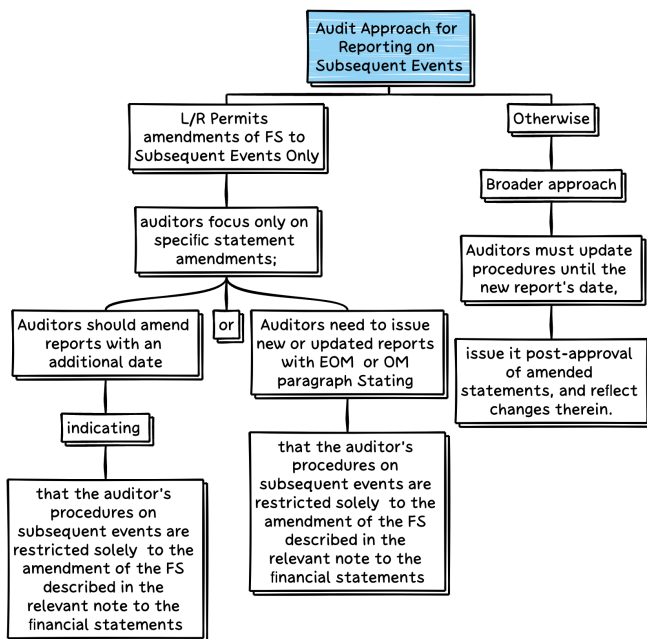 Audit Approach for
Reporting on
Subsequent Events
L/R Permits
amendments of FS to
Subsequent Events Only
Otherwise
Broader approach
auditors focus only on
specific statement
amendments;
Auditors must update
procedures until the
new report's date,
Auditors should amend
reports with an
additional date
or
Auditors need to issue
new or updated reports
with EOM or OM
paragraph Stating
issue it post-approval
of amended
statements, and reflect
changes therein.
indicating
that the auditor's
procedures on
subsequent events are
restricted solely to the
amendment of the FS
described in the
relevant note to the
financial statements
that the auditor's
procedures on
subsequent events are
restricted solely to the
amendment of the FS
described in the
relevant note to the
financial statements